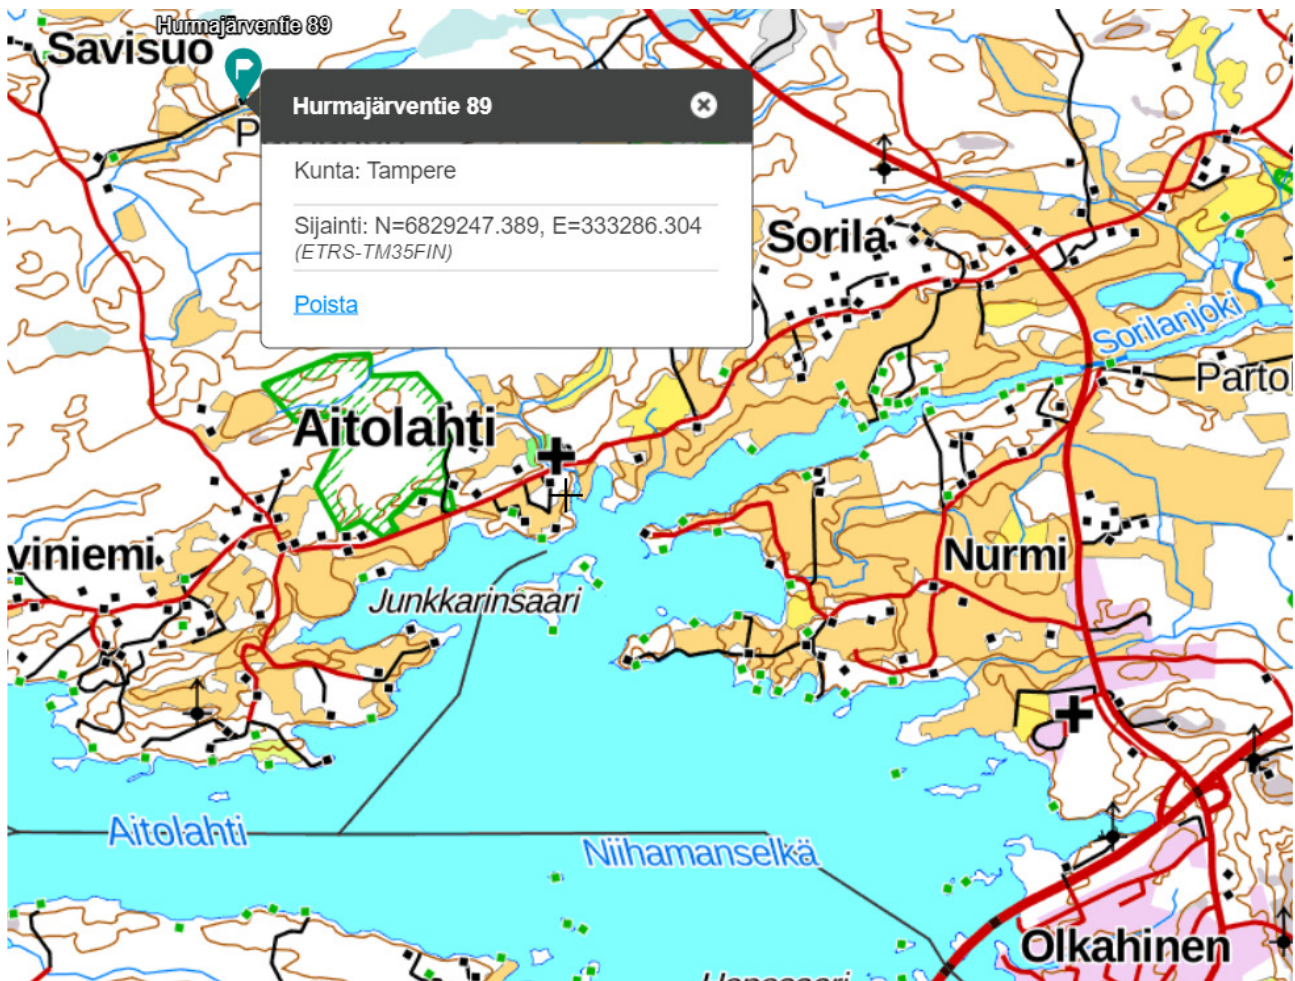 Hurmajärventie 89
Savisuo
Hurmajärventie 89
P
Kunta: Tampere
Sijainti: N=6829247.389, E=333286.304
(ETRS-TM35FIN)
Poista
Sorila
Sorilanjoki
Partol
Aitolahti
viniemi
Nurmi
Junkkarinsaari
Aitolahti
Niihamanselkä
Olkahinen